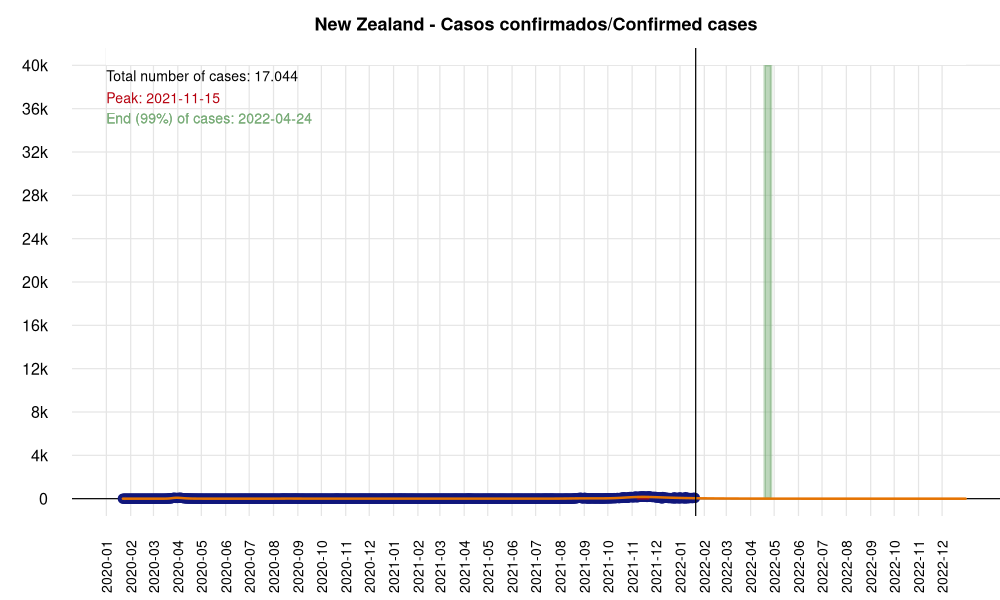 New Zealand - Casos confirmados/Confirmed cases
40k
Total number of cases: 17.044
Peak: 2021-11-15
36k
End (99%) of cases: 2022-04-24
32k
28k
24k
20k
16k
12k
8k
4k
0
2020-01
2020-02
2020-03
2020-04
2020-05
2020-06
2020-07
2020-08
2020-09
2020-10
2020-11
2020-12
2021-01
2021-02
2021-03
2021-04
2021-05
2021-06
2021-07
2021-08
2021-09
2021-10
2021-11
2021-12
2022-01
2022-02
2022-03
2022-04
2022-05
2022-06
2022-07
2022-08
2022-09
2022-10
2022-11
2022-12